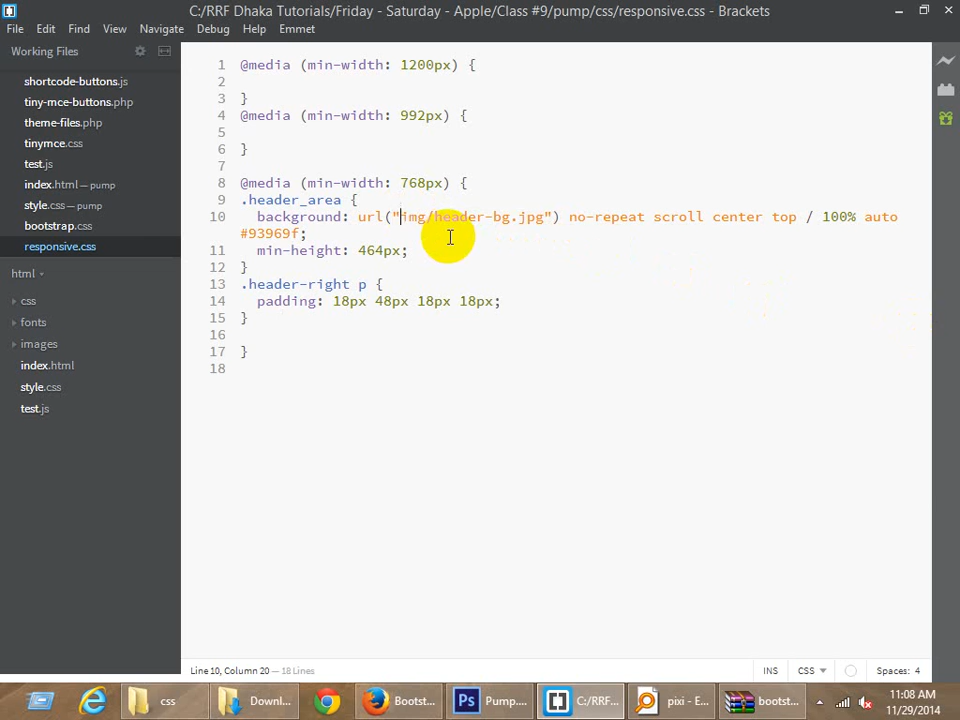 C:/RRF Dhaka Tutorials/Friday - Saturday - Apple/Class #9/pump/css/responsive.css - Brackets
File Edit Find View Navigate Debug Help Emmet
Working Files
shortcode-buttons.js
tiny-mce-buttons.php
theme-files.php
tinymce.css
test.js
index.html — pump
style.css — pump
bootstrap.css
responsive.css
html
css
fonts
images
index.html
style.css
test.js
1 @media (min-width: 1200px) {
2
3 }
4 @media (min-width: 992px) {
5
6 }
7
8 @media (min-width: 768px) {
9 .header_area {
10 background: url("img/header-bg.jpg") no-repeat scroll center top / 100% auto
#93969f;
11 min-height: 464px;
12 }
13 .header-right p {
14 padding: 18px 48px 18px 18px;
15 }
16
17 }
18
Line 10, Column 20 — 18 Lines
INS CSS Spaces: 4
css Downl... Bootst... Pump.... C:/RRF... pixi - E... bootst...
11:08 AM
11/29/2014